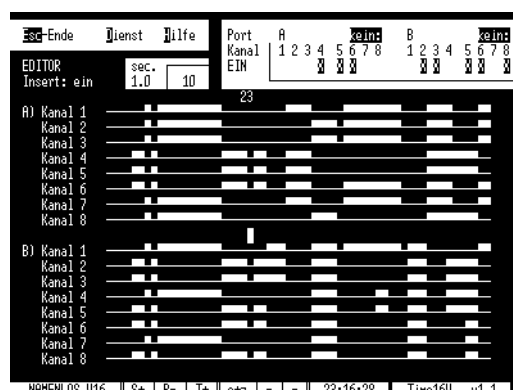 Esc-Ende Dienst Hilfe
Port A kein: B kein:
Kanal 1 2 3 4 5 6 7 8 1 2 3 4 5 6 7 8
EDITOR sec. EIN
Insert: ein 1.0 10
23
A) Kanal 1
Kanal 2
Kanal 3
Kanal 4
Kanal 5
Kanal 6
Kanal 7
Kanal 8
B) Kanal 1
Kanal 2
Kanal 3
Kanal 4
Kanal 5
Kanal 6
Kanal 7
Kanal 8
NAMENLOS.U16 S+ P- T+ 23:16:28 Time16U v1.1